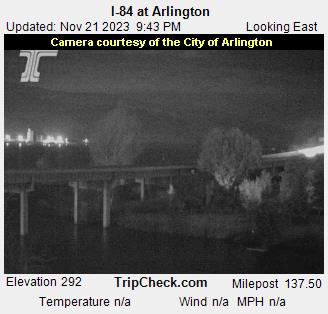 I-84 at Arlington
Updated: Nov 21 2023 9:43 PM Looking East
Camera courtesy of the City of Arlington
Elevation 292 TripCheck.com Milepost 137.50
Temperature n/a Wind n/a MPH n/a